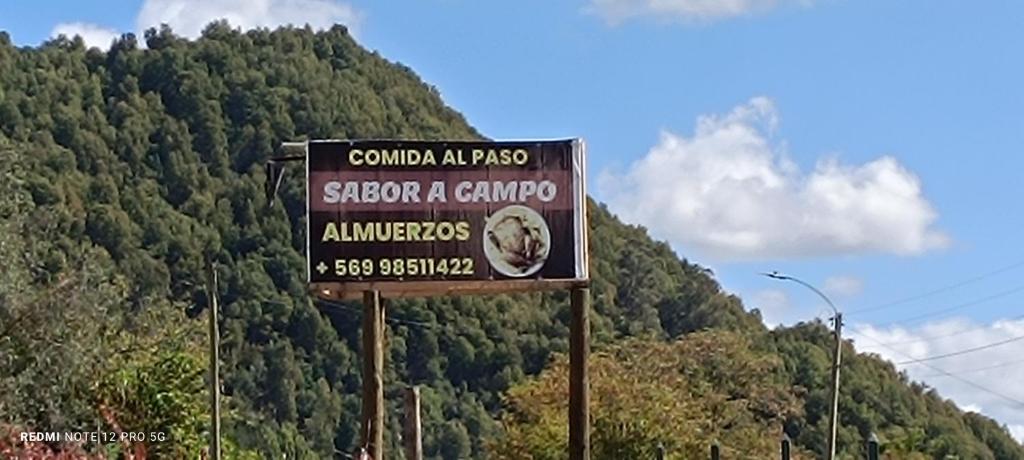 COMIDA AL PASO
SABOR A CAMPO
ALMUERZOS
+ 569 98511422
REDMI NOTE 12 PRO 5G